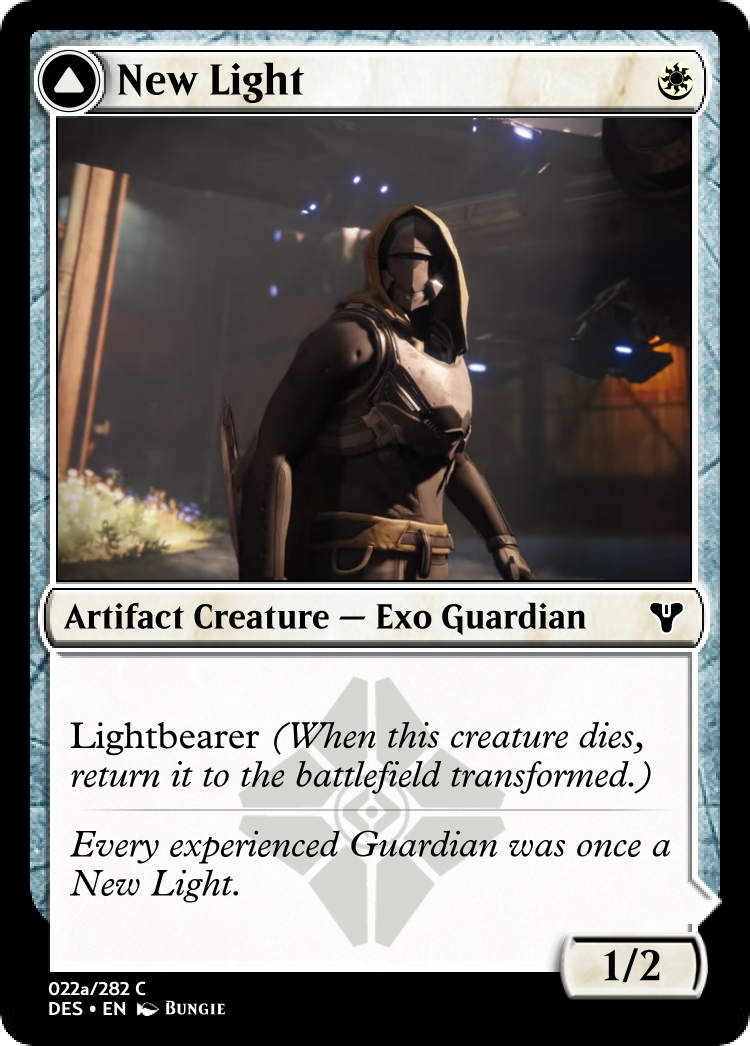 New Light
Artifact Creature — Exo Guardian
Lightbearer (When this creature dies,
return it to the battlefield transformed.)
Every experienced Guardian was once a
New Light.
1/2
022a/282 C
DES • EN Bungie